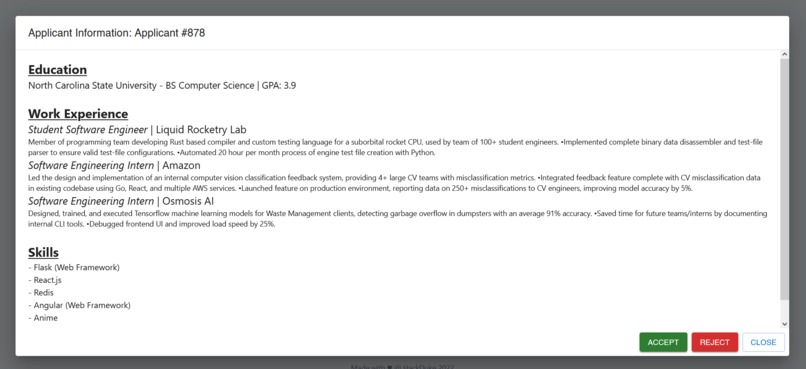 Applicant Information: Applicant #878
Education
North Carolina State University - BS Computer Science | GPA: 3.9
Work Experience
Student Software Engineer | Liquid Rocketry Lab
Member of programming team developing Rust based compiler and custom testing language for a suborbital rocket CPU, used by team of 100+ student engineers. •Implemented complete binary data disassembler and test-file
parser to ensure valid test-file configurations. •Automated 20 hour per month process of engine test file creation with Python.
Software Engineering Intern | Amazon
Led the design and implementation of an internal computer vision classification feedback system, providing 4+ large CV teams with misclassification metrics. •Integrated feedback feature complete with CV misclassification data
in existing codebase using Go, React, and multiple AWS services. •Launched feature on production environment, reporting data on 250+ misclassifications to CV engineers, improving model accuracy by 5%.
Software Engineering Intern | Osmosis AI
Designed, trained, and executed Tensorflow machine learning models for Waste Management clients, detecting garbage overflow in dumpsters with an average 91% accuracy. •Saved time for future teams/interns by documenting
internal CLI tools. •Debugged frontend UI and improved load speed by 25%.
Skills
- Flask (Web Framework)
- React.js
- Redis
- Angular (Web Framework)
- Anime
ACCEPT REJECT CLOSE
Made with ♥ @ HackDuke 2022